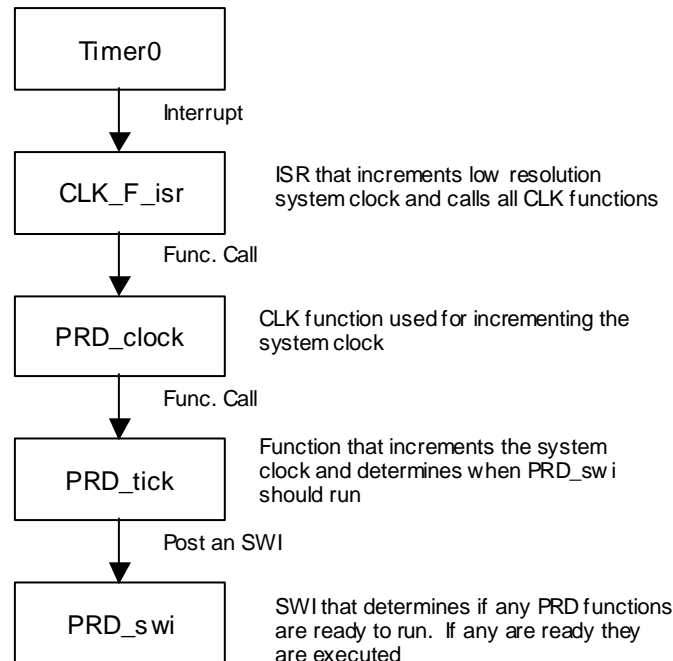 Timer0
Interrupt
CLK_F_isr
ISR that increments low resolution
system clock and calls all CLK functions
Func. Call
PRD_clock
CLK function used for incrementing the
system clock
Func. Call
PRD_tick
Function that increments the system
clock and determines when PRD_swi
should run
Post an SWI
PRD_swi
SWI that determines if any PRD functions
are ready to run. If any are ready they
are executed